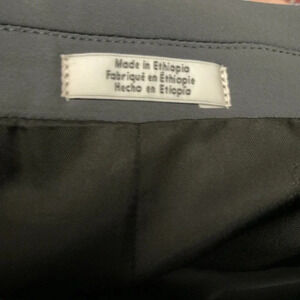 Made in Ethiopia
Fabriqué en Éthiopie
Hecho en Etiopía